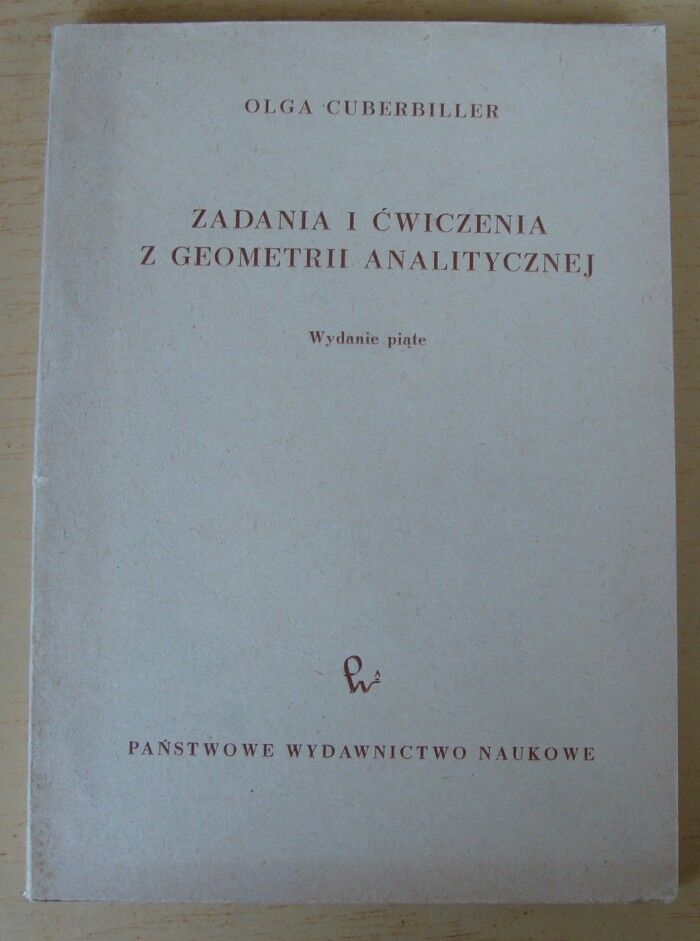 OLGA CUBERBILLER
ZADANIA I ĆWICZENIA
Z GEOMETRII ANALITYCZNEJ
Wydanie piąte
PAŃSTWOWE WYDAWNICTWO NAUKOWE